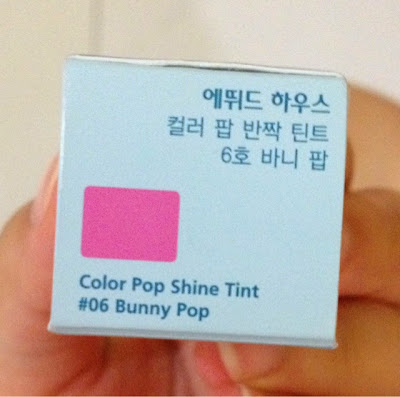 에뛰드 하우스
컬러 팝 반짝 틴트
6호 바니 팝
Color Pop Shine Tint
#06 Bunny Pop